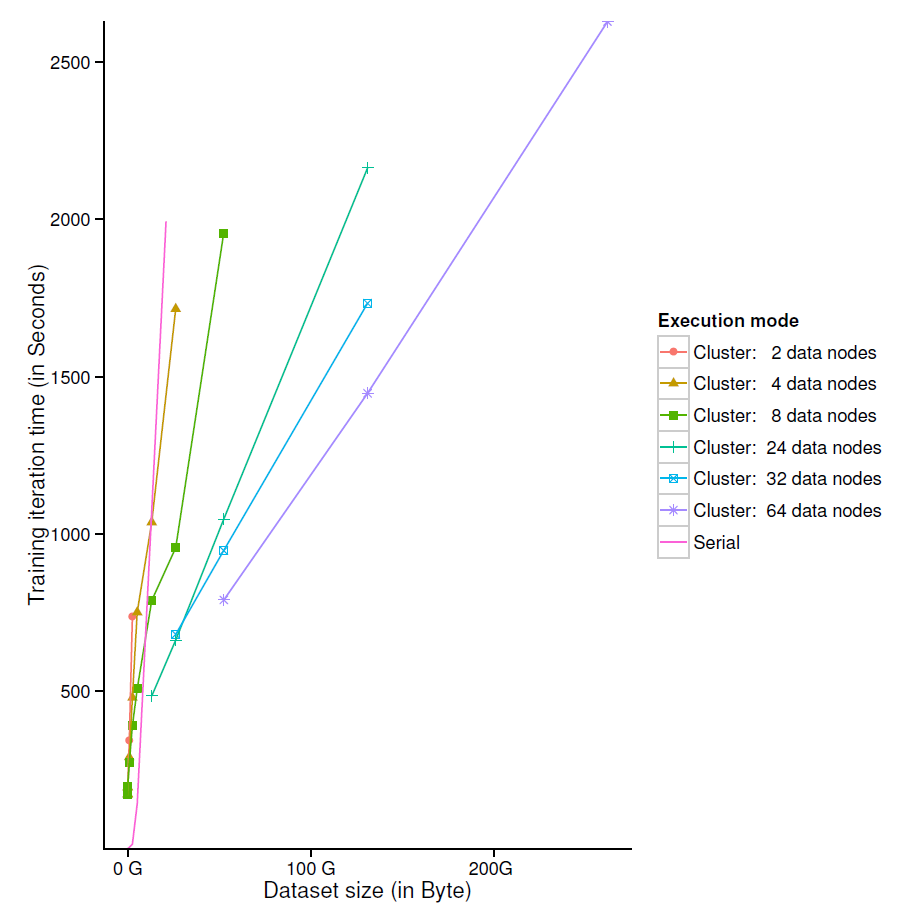 2500
2000
1500
1000
500
Training iteration time (in Seconds)
0 G
100 G
200G
Dataset size (in Byte)
Execution mode
Cluster: 2 data nodes
Cluster: 4 data nodes
Cluster: 8 data nodes
Cluster: 24 data nodes
Cluster: 32 data nodes
Cluster: 64 data nodes
Serial